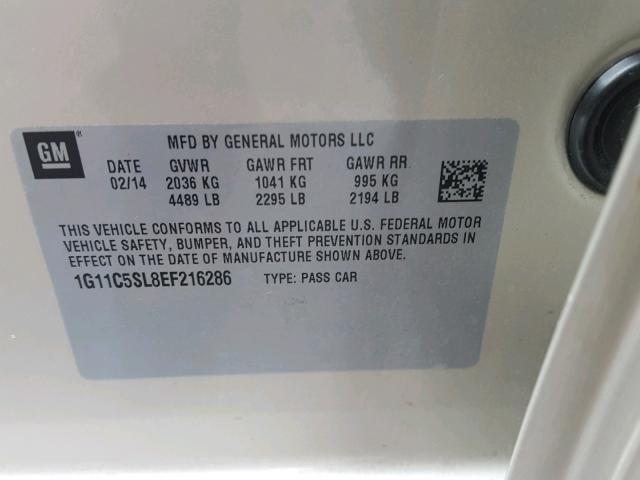 GM
®
MFD BY GENERAL MOTORS LLC
DATE GVWR GAWR FRT GAWR RR
02/14 2036 KG 1041 KG 995 KG
4489 LB 2295 LB 2194 LB
THIS VEHICLE CONFORMS TO ALL APPLICABLE U.S. FEDERAL MOTOR
VEHICLE SAFETY, BUMPER, AND THEFT PREVENTION STANDARDS IN
EFFECT ON THE DATE OF MANUFACTURE SHOWN ABOVE.
1G11C5SL8EF216286 TYPE: PASS CAR